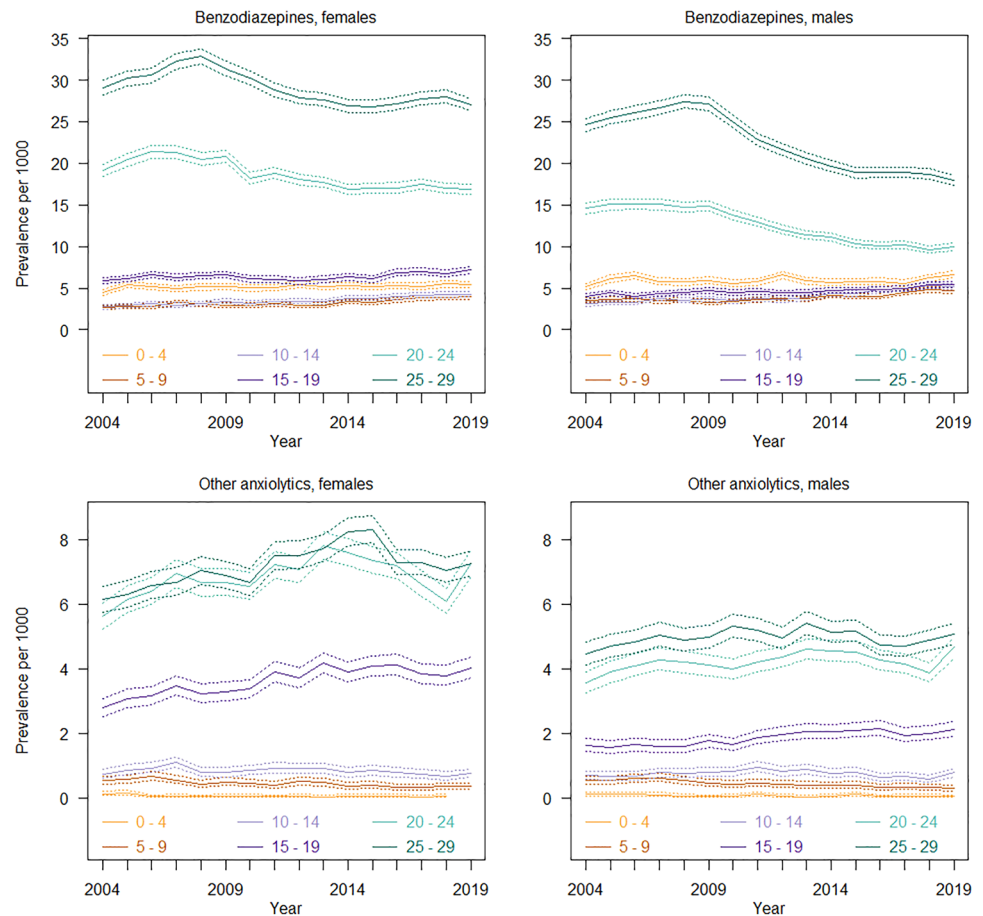 Benzodiazepines, females
Prevalence per 1000
35
30
25
20
15
10
5
0
0 - 4 10 - 14 20 - 24
5 - 9 15 - 19 25 - 29
2004 2009 2014 2019
Year
Benzodiazepines, males
35
30
25
20
15
10
5
0
0 - 4 10 - 14 20 - 24
5 - 9 15 - 19 25 - 29
2004 2009 2014 2019
Year
Other anxiolytics, females
Prevalence per 1000
8
6
4
2
0
0 - 4 10 - 14 20 - 24
5 - 9 15 - 19 25 - 29
2004 2009 2014 2019
Year
Other anxiolytics, males
8
6
4
2
0
0 - 4 10 - 14 20 - 24
5 - 9 15 - 19 25 - 29
2004 2009 2014 2019
Year